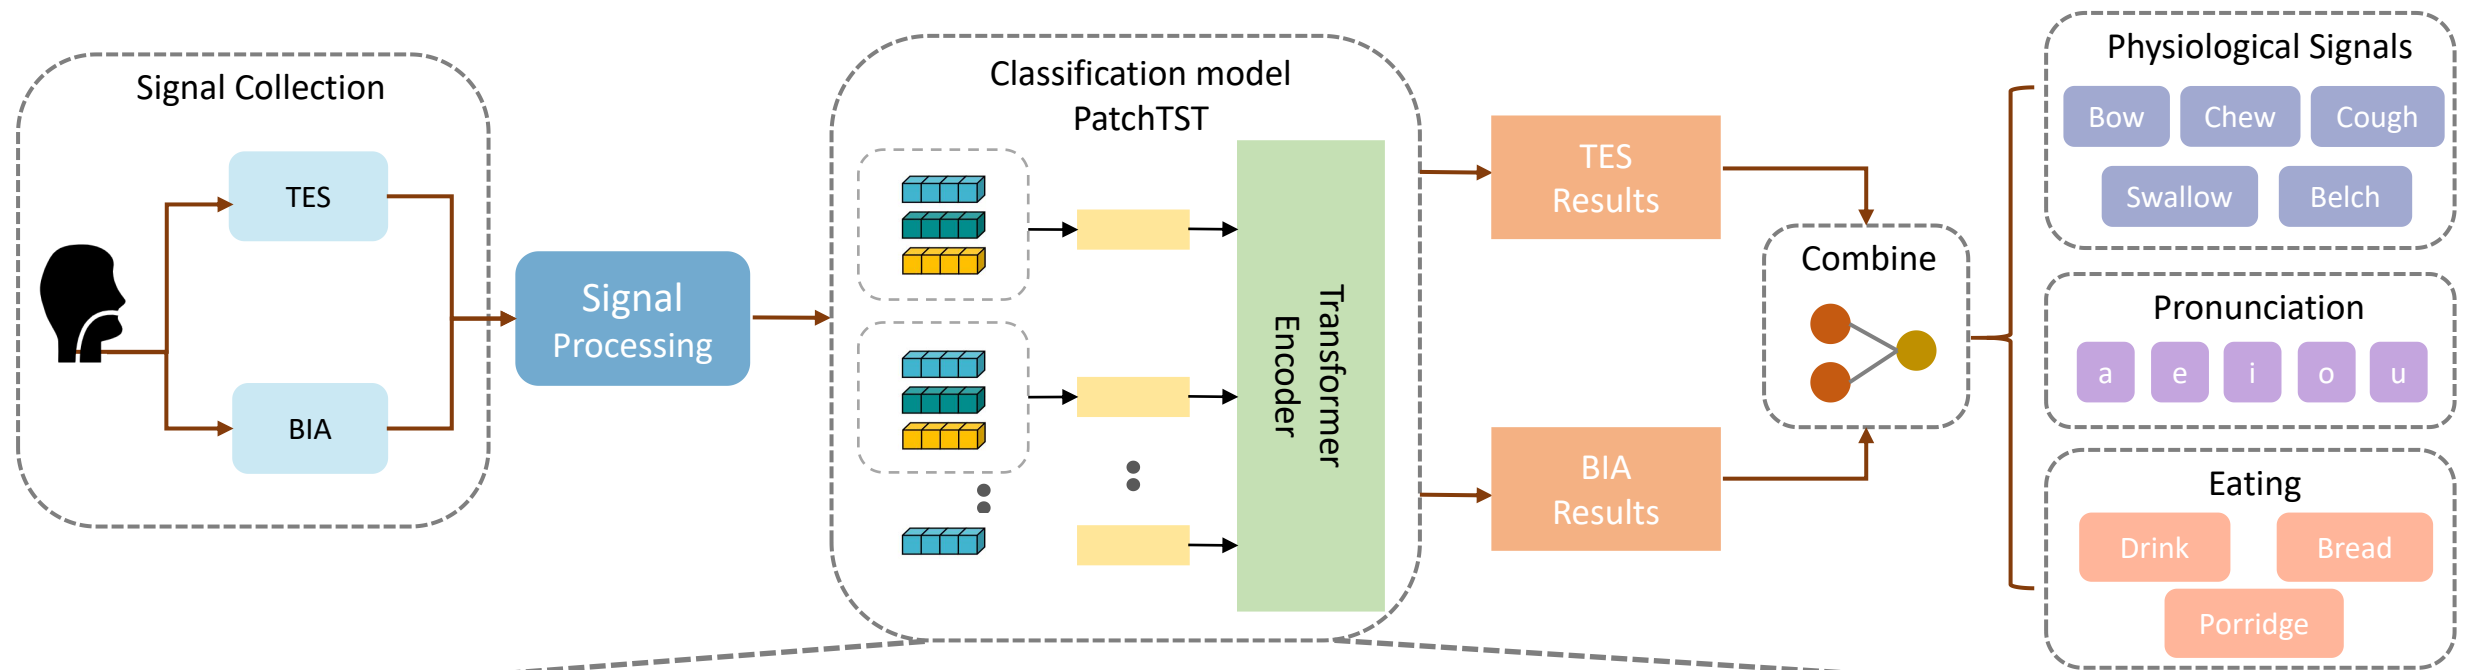 Signal Collection
TES
BIA
Signal
Processing
Classification model
PatchTST
Transformer
Encoder
TES
Results
BIA
Results
Combine
Physiological Signals
Bow
Chew
Cough
Swallow
Belch
Pronunciation
a
e
i
o
u
Eating
Drink
Bread
Porridge